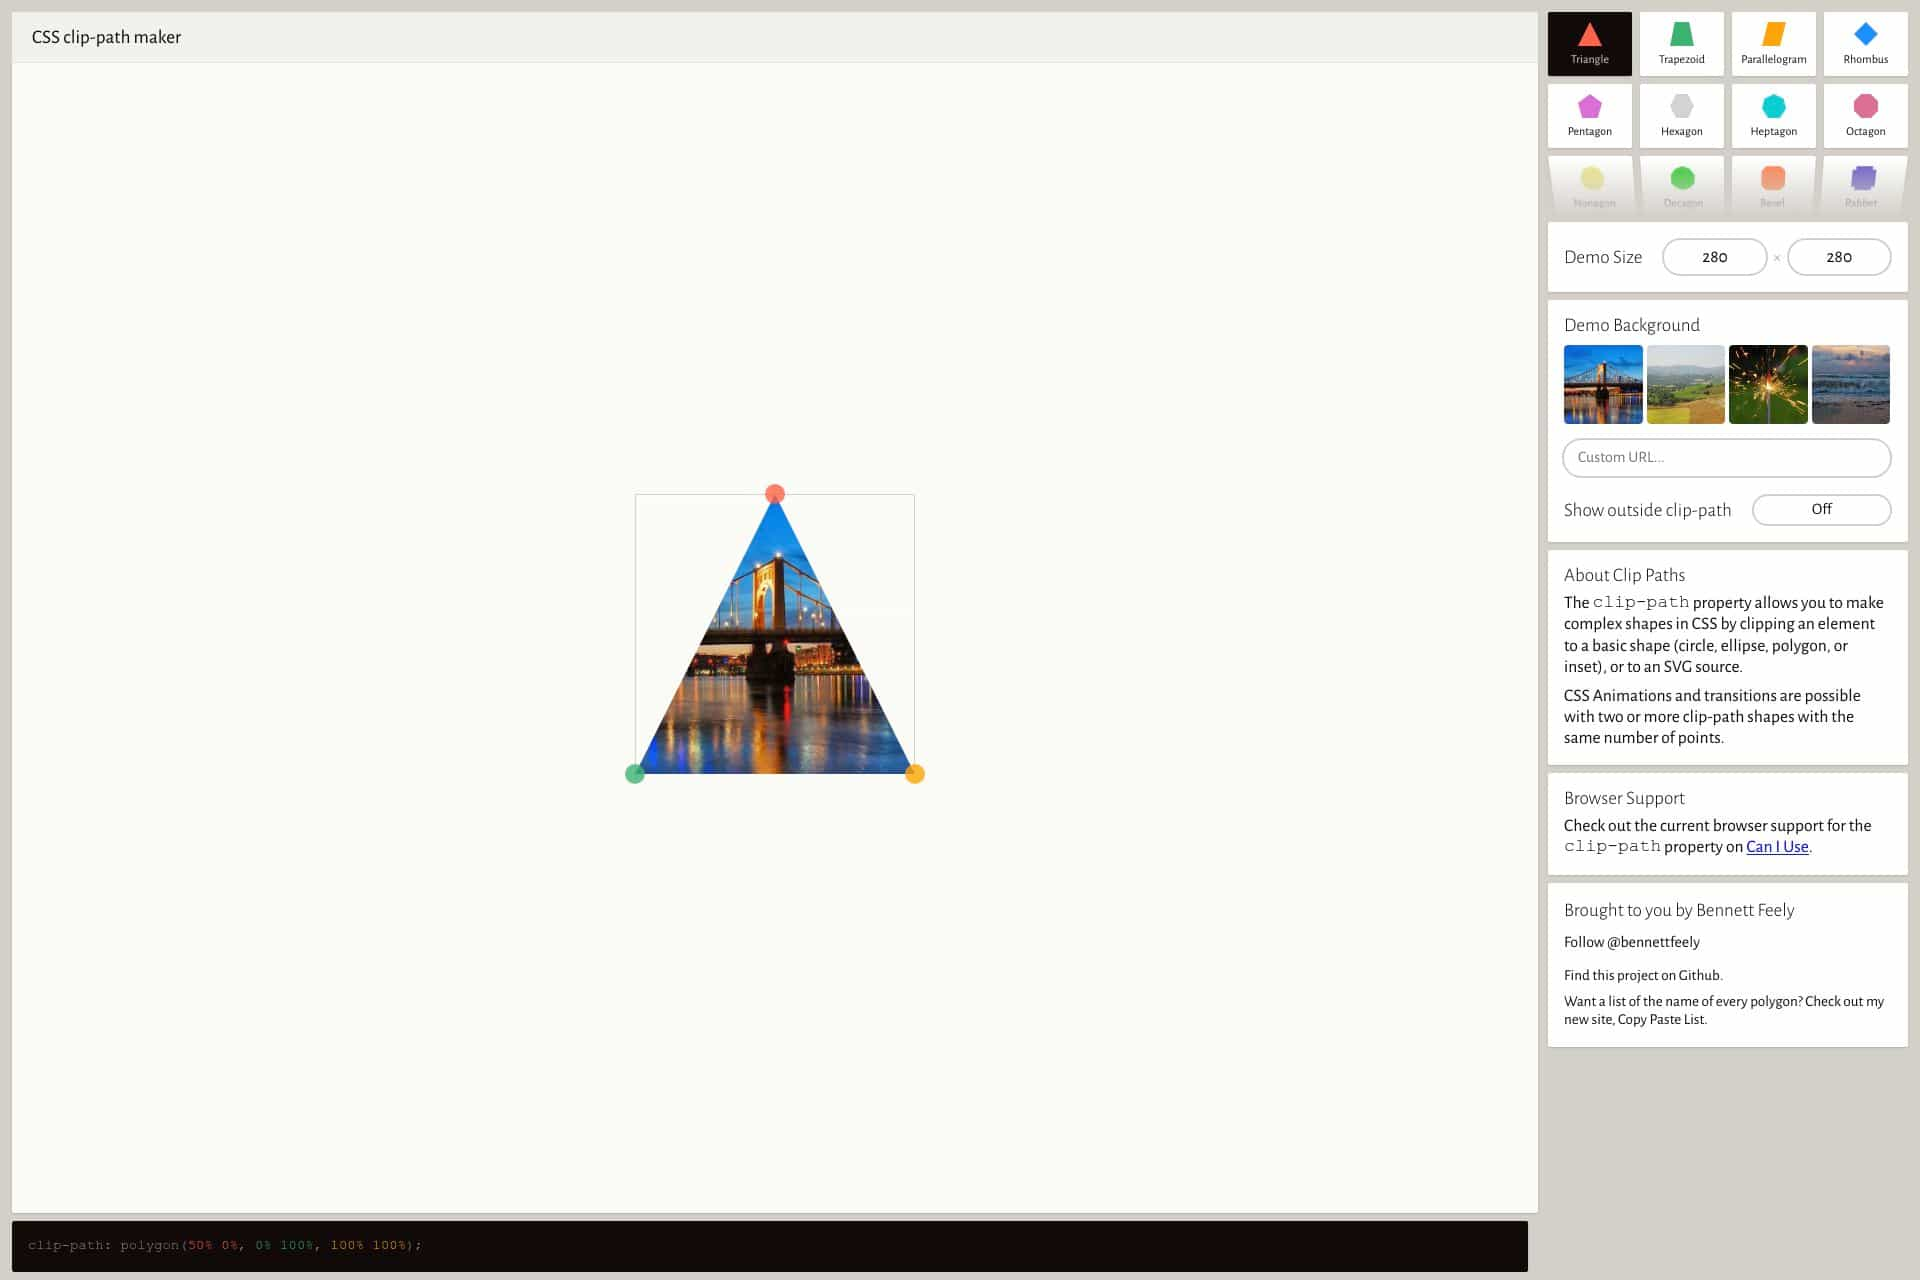 CSS clip-path maker
Triangle
Trapezoid
Parallelogram
Rhombus
Pentagon
Hexagon
Heptagon
Octagon
Nonagon
Decagon
Bevel
Rabbet
Demo Size
280
×
280
Demo Background
Custom URL...
Show outside clip-path
Off
About Clip Paths
The clip-path property allows you to make
complex shapes in CSS by clipping an element
to a basic shape (circle, ellipse, polygon, or
inset), or to an SVG source.
CSS Animations and transitions are possible
with two or more clip-path shapes with the
same number of points.
Browser Support
Check out the current browser support for the
clip-path property on Can I Use.
Brought to you by Bennett Feely
Follow @bennettfeely
Find this project on Github.
Want a list of the name of every polygon? Check out my
new site, Copy Paste List.
clip-path: polygon(50% 0%, 0% 100%, 100% 100%);